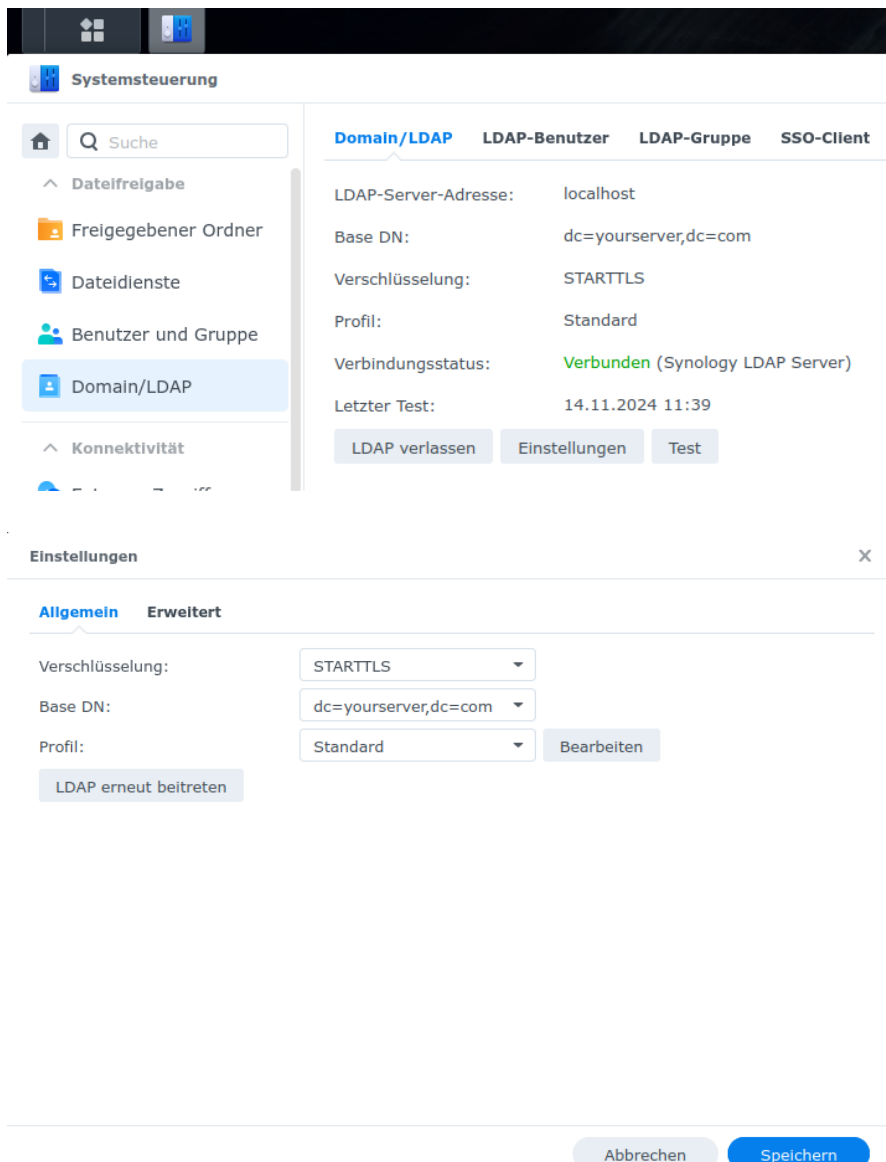 Systemsteuerung
Suche
Dateifreigabe
Freigegebener Ordner
Dateidienste
Benutzer und Gruppe
Domain/LDAP
Konnektivität
Domain/LDAP LDAP-Benutzer LDAP-Gruppe SSO-Client
LDAP-Server-Adresse: localhost
Base DN: dc=yourserver,dc=com
Verschlüsselung: STARTTLS
Profil: Standard
Verbindungsstatus: Verbunden (Synology LDAP Server)
Letzter Test: 14.11.2024 11:39
LDAP verlassen Einstellungen Test
Einstellungen
Allgemein Erweitert
Verschlüsselung: STARTTLS
Base DN: dc=yourserver,dc=com
Profil: Standard Bearbeiten
LDAP erneut beitreten
Abbrechen Speichern